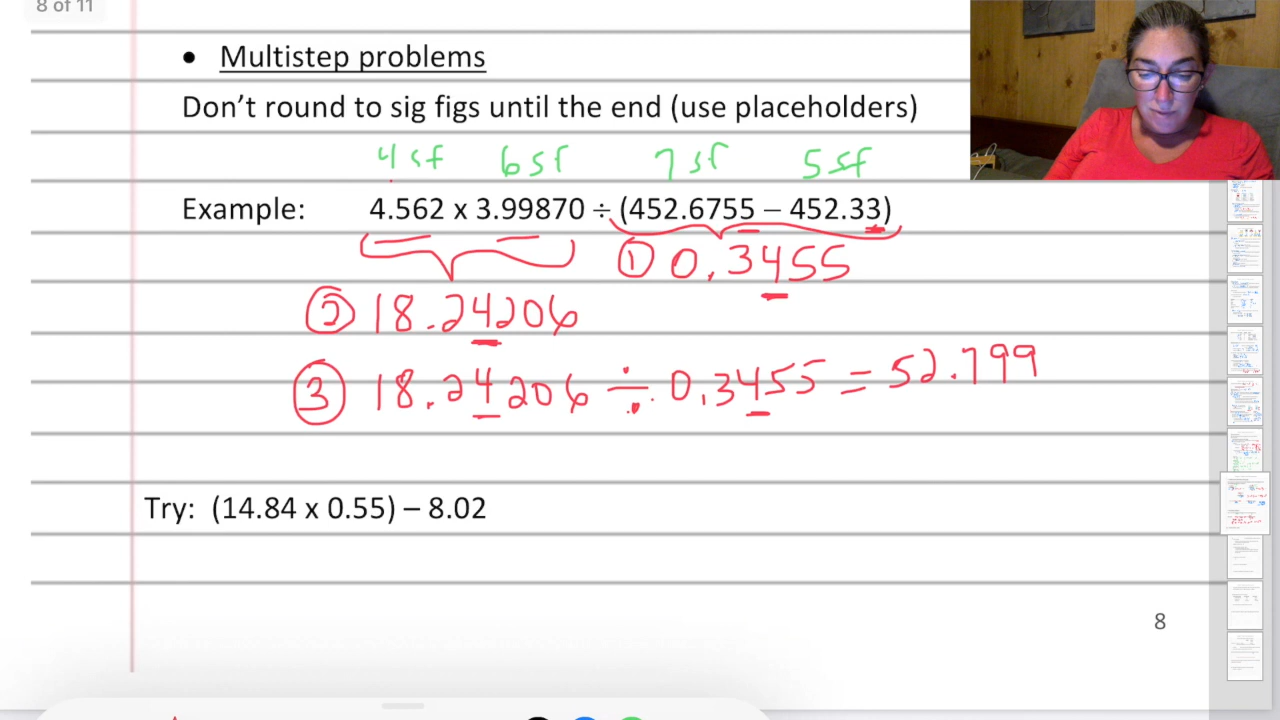 8 of 11
• Multistep problems
Don't round to sig figs until the end (use placeholders)
4 sf 6 sf 7 sf 5 sf
Example: 4.562 x 3.99870 ÷ (452.6755 – 452.33)
① 0.3455
② 18.24206
③ 18.24206 ÷ 0.3455 = 52.799
Try: (14.84 x 0.55) – 8.02
8